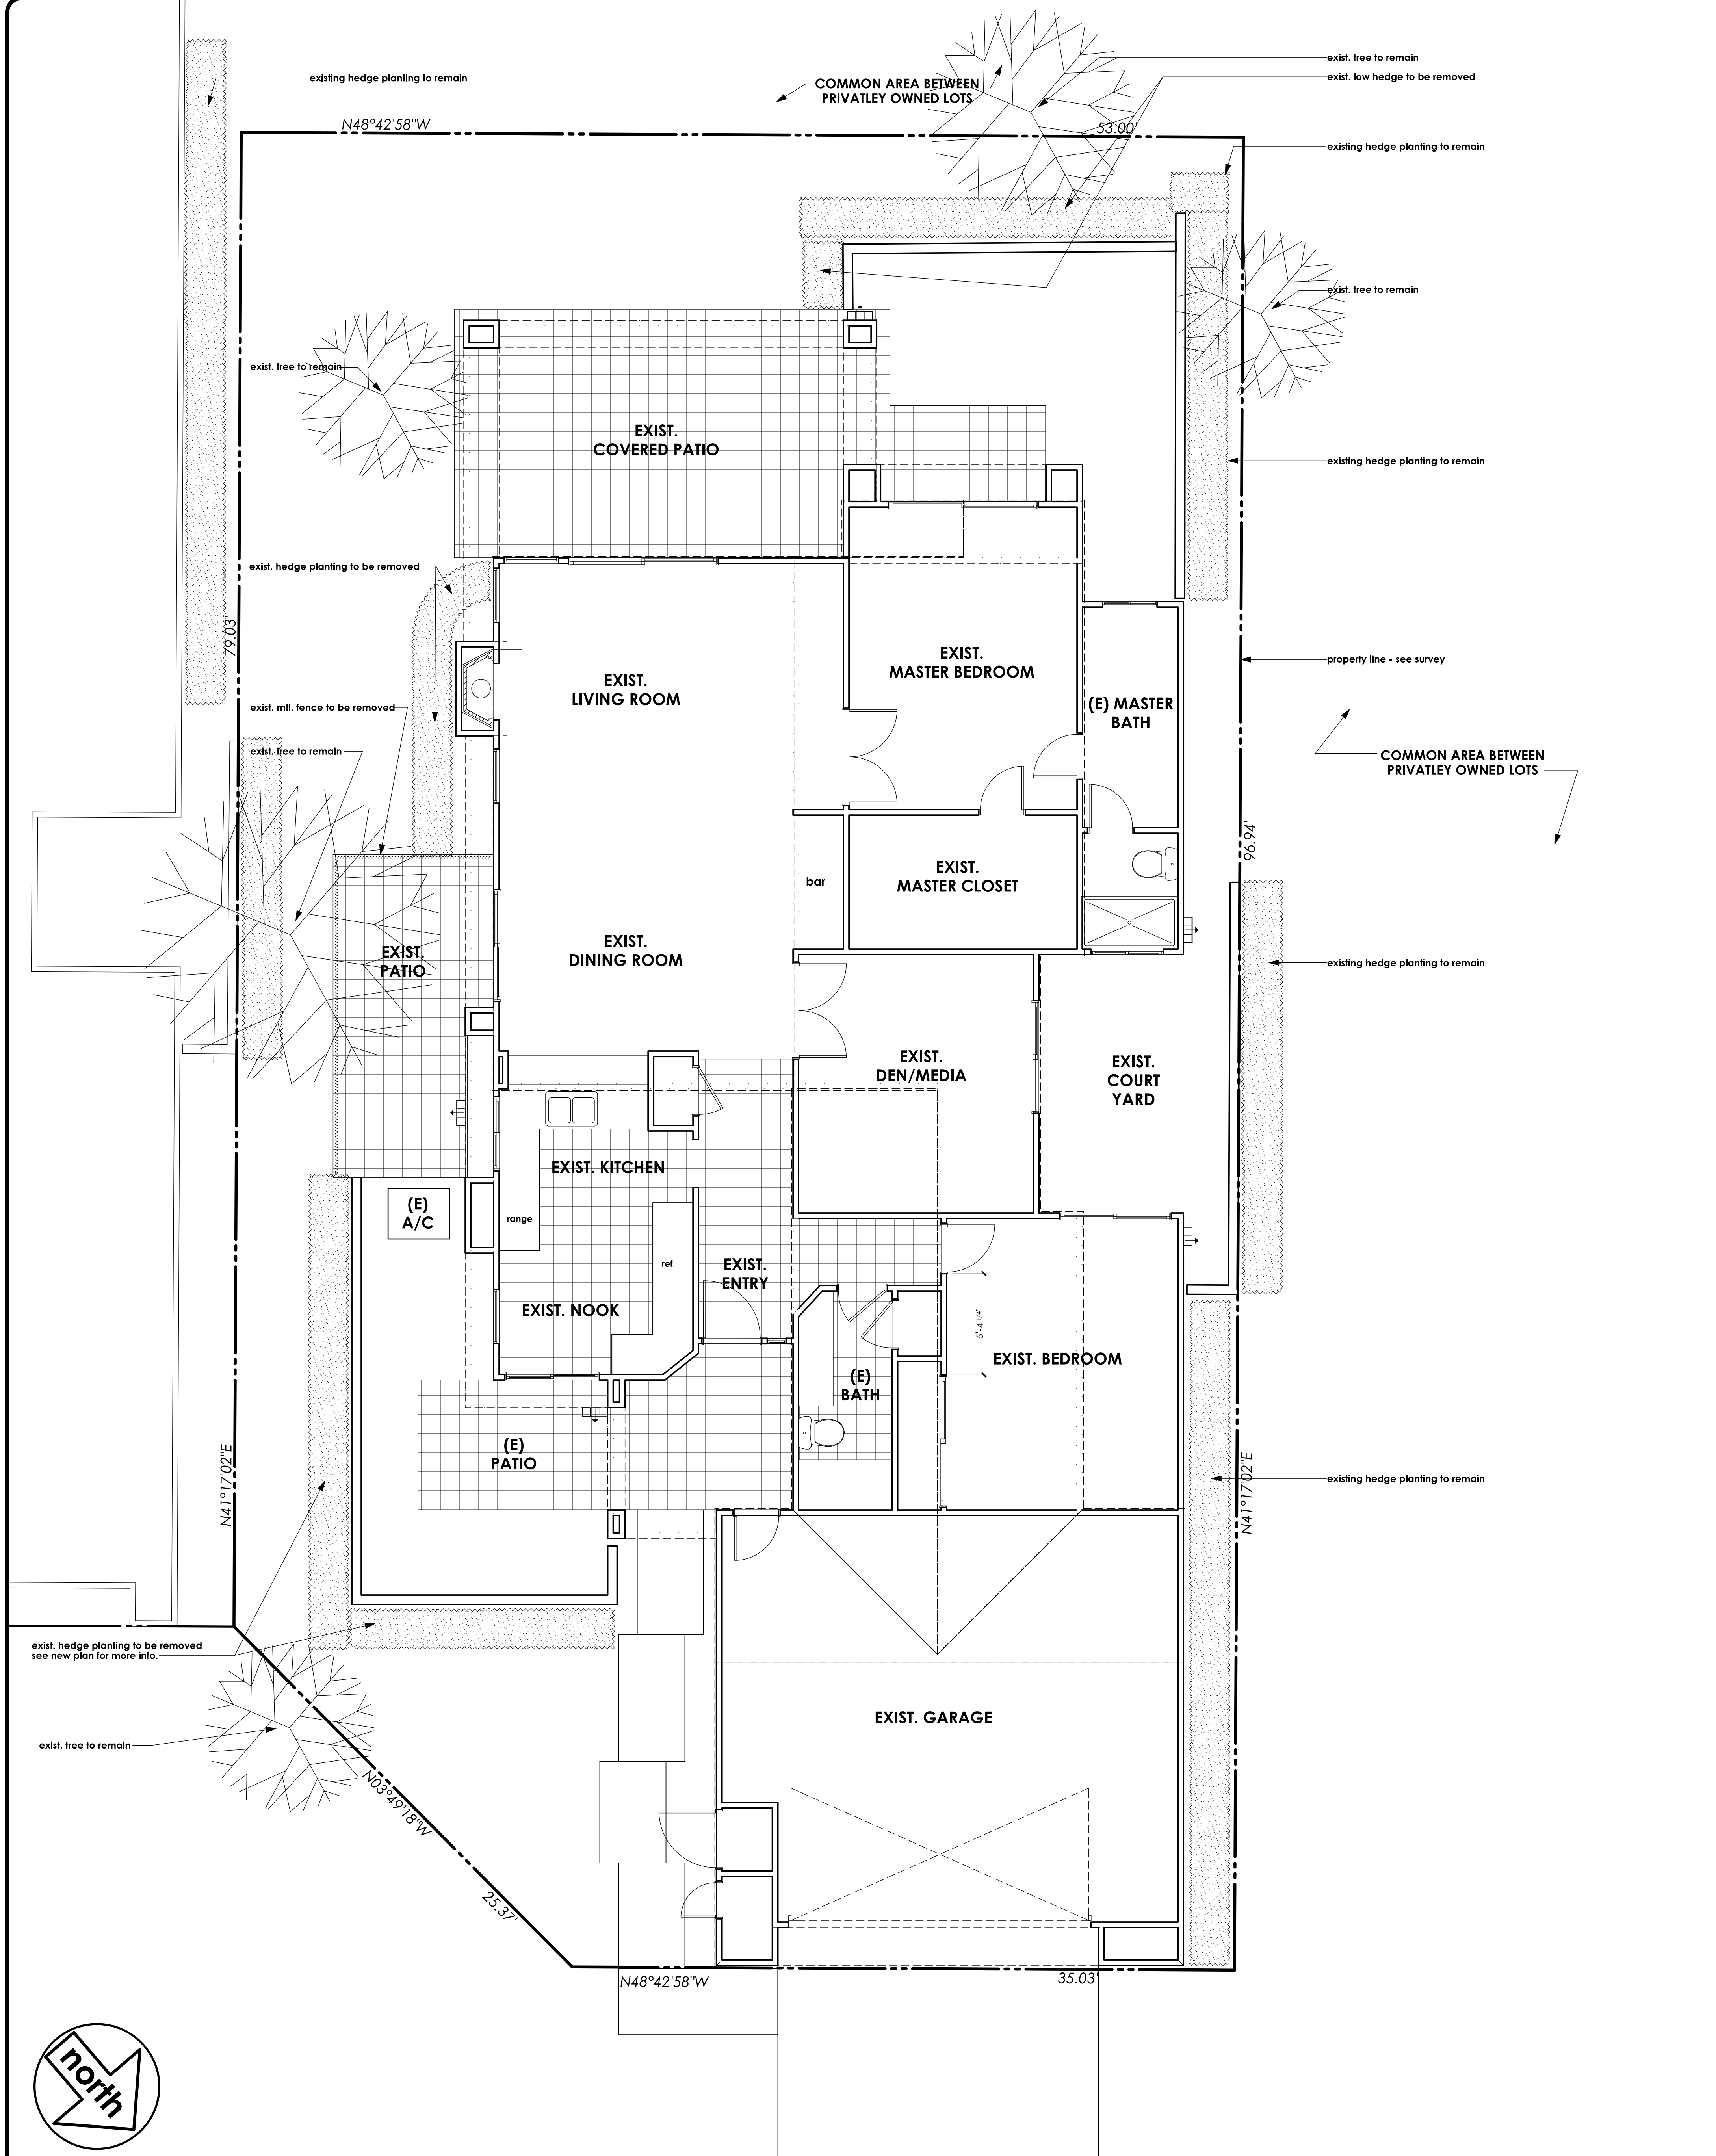 existing hedge planting to remain
COMMON AREA BETWEEN
PRIVATLEY OWNED LOTS
exist. tree to remain
exist. low hedge to be removed
N48°42'58"W
53.00'
existing hedge planting to remain
exist. tree to remain
exist. tree to remain
EXIST.
COVERED PATIO
existing hedge planting to remain
exist. hedge planting to be removed
79.03'
EXIST.
LIVING ROOM
EXIST.
MASTER BEDROOM
(E) MASTER
BATH
property line - see survey
exist. mtl. fence to be removed
exist. tree to remain
COMMON AREA BETWEEN
PRIVATLEY OWNED LOTS
96.94'
bar
EXIST.
MASTER CLOSET
EXIST.
PATIO
EXIST.
DINING ROOM
existing hedge planting to remain
EXIST.
DEN/MEDIA
EXIST.
COURT
YARD
EXIST. KITCHEN
(E)
A/C
range
ref.
EXIST.
ENTRY
EXIST. NOOK
5'-4 1/4"
EXIST. BEDROOM
(E)
BATH
(E)
PATIO
N41°17'02"E
N41°17'02"E
existing hedge planting to remain
exist. hedge planting to be removed
see new plan for more info.
EXIST. GARAGE
exist. tree to remain
N03°49'18"W
25.37'
N48°42'58"W
35.03'
north